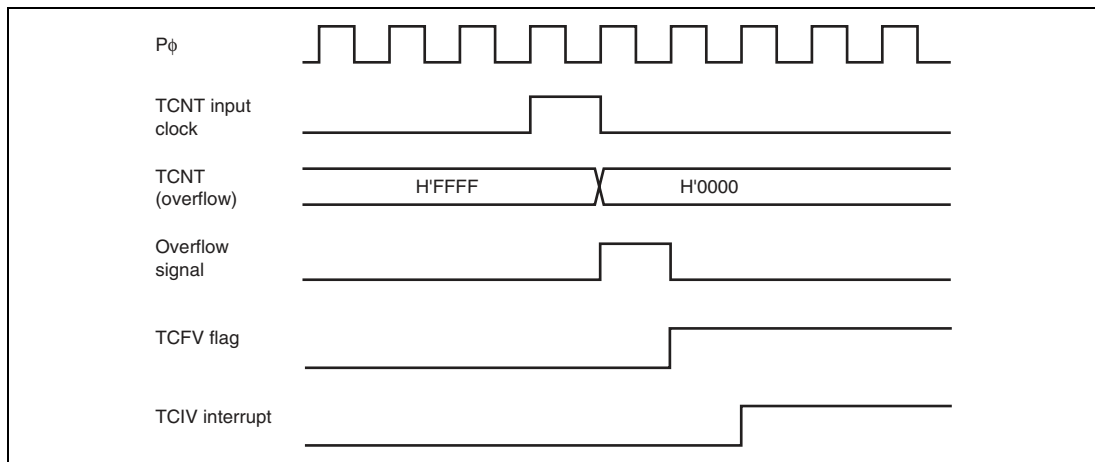 Pϕ
TCNT input
clock
TCNT
(overflow)
H'FFFF
H'0000
Overflow
signal
TCFV flag
TCIV interrupt